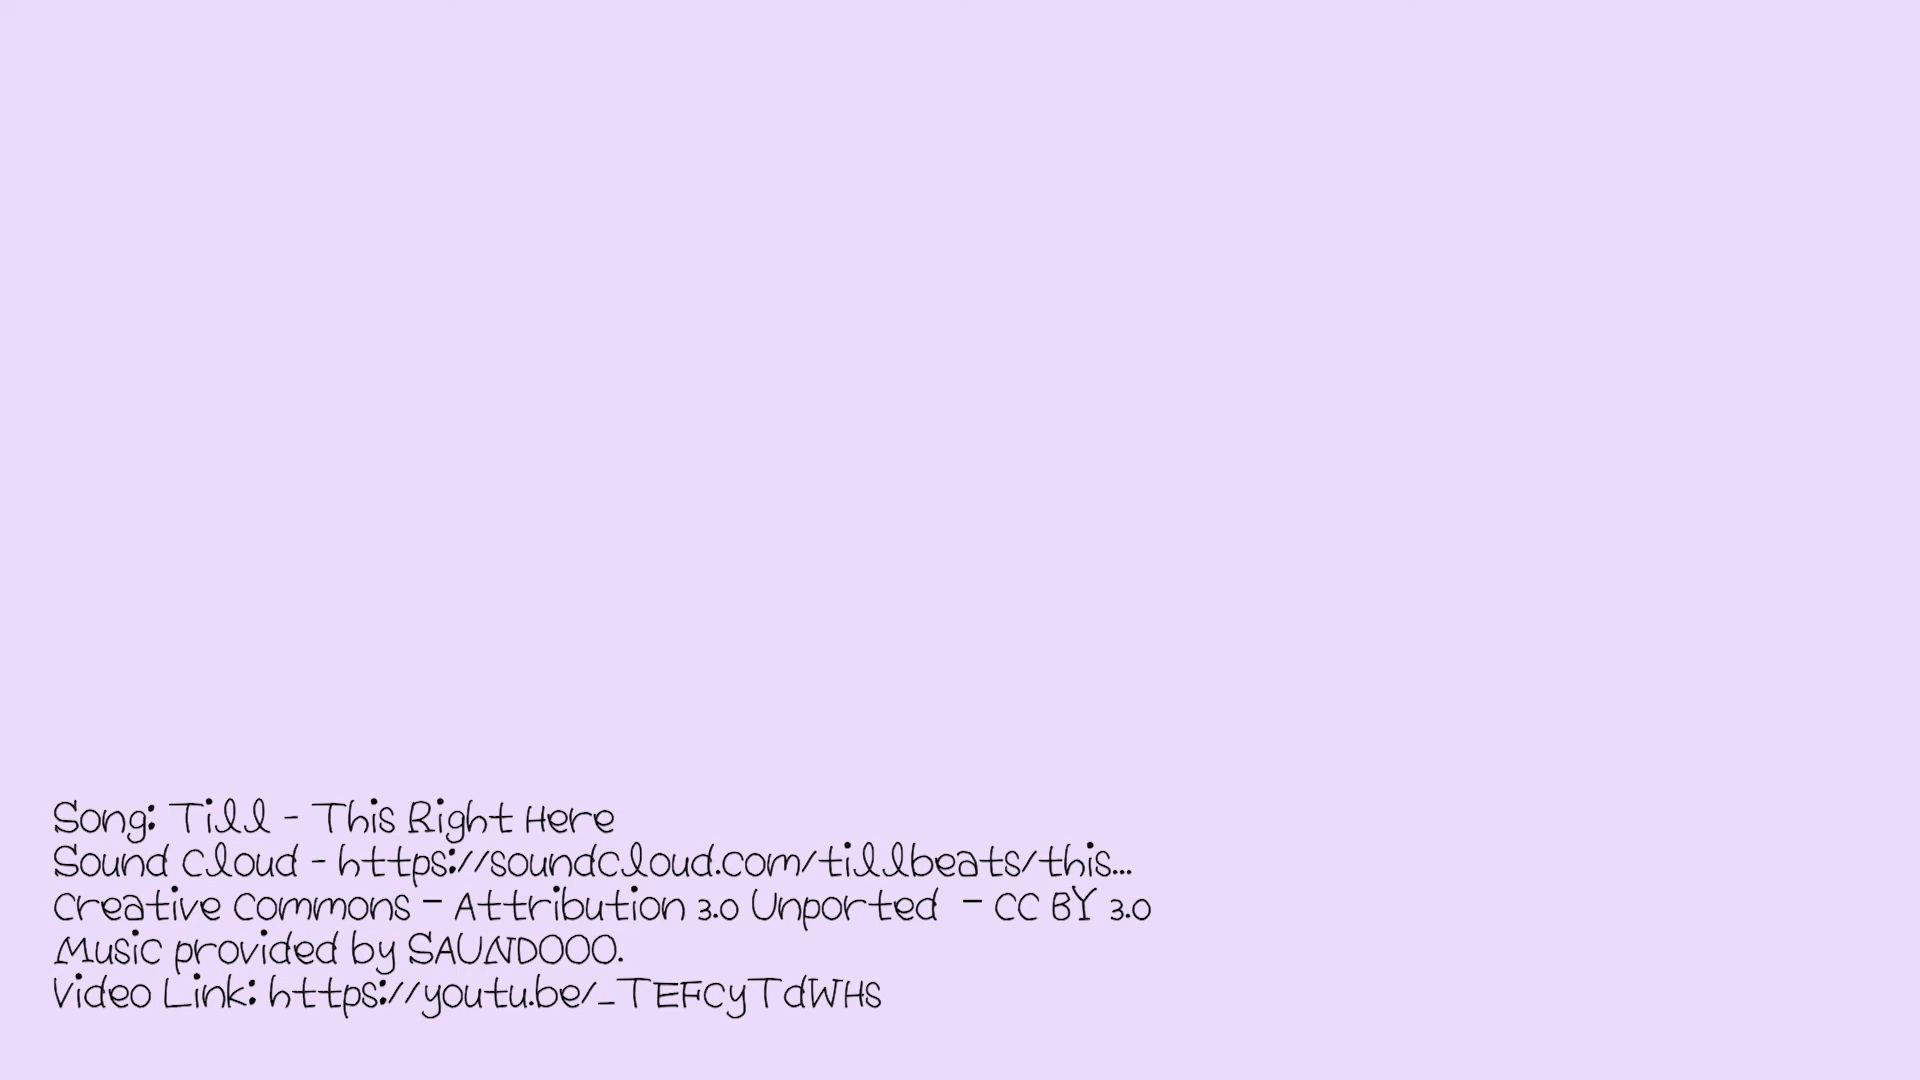 Song: Till - This Right Here
Sound Cloud - https://soundcloud.com/tillbeats/this...
Creative Commons — Attribution 3.0 Unported  — CC BY 3.0
Music provided by SAUNDOOO.
Video Link: https://youtu.be/_TEFCyTdWHs